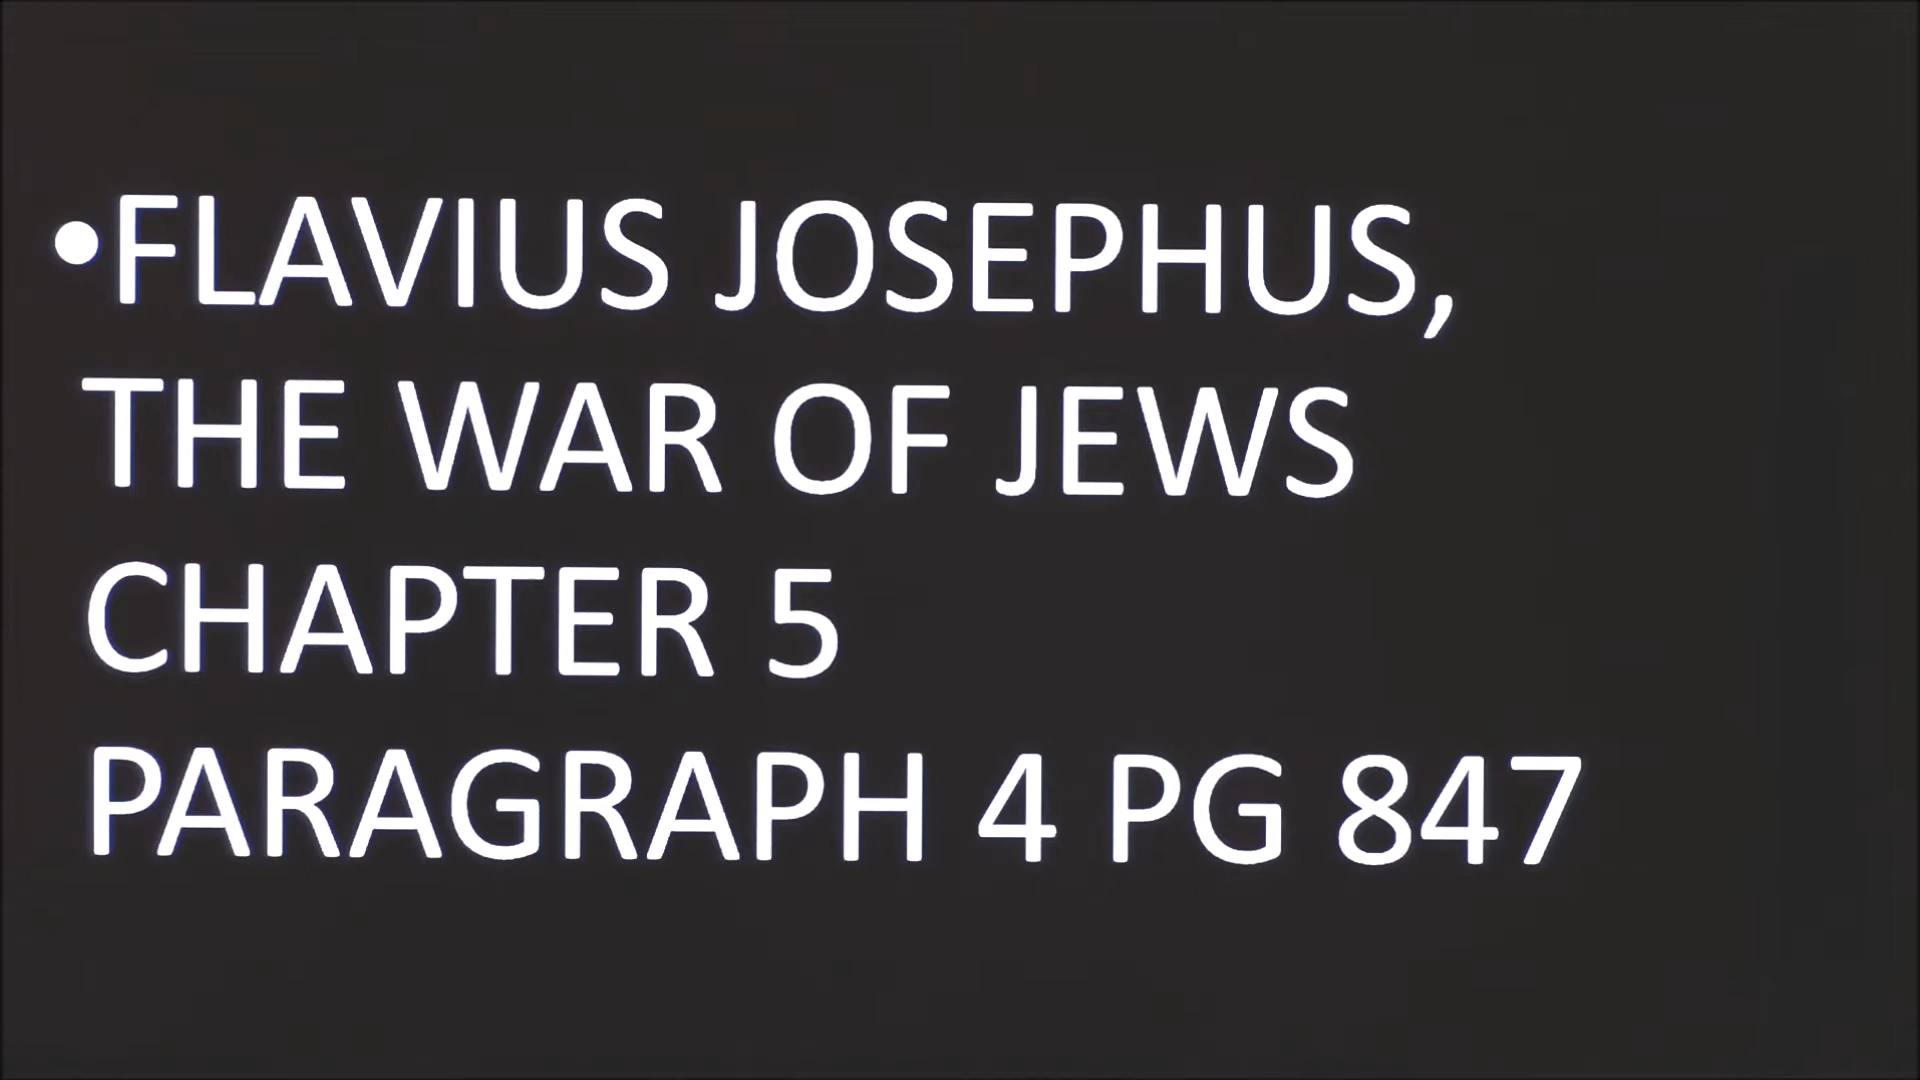 •FLAVIUS JOSEPHUS,
THE WAR OF JEWS
CHAPTER 5
PARAGRAPH 4 PG 847